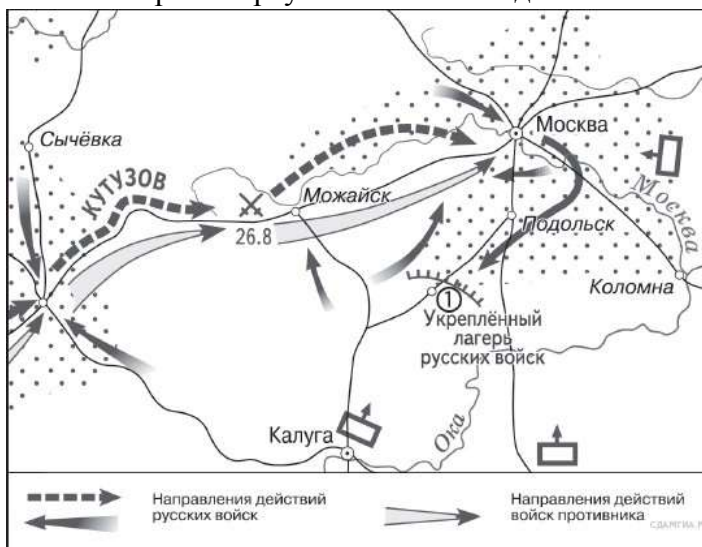 Сычёвка
КУТУЗОВ
26.8
Можайск
Москва
Москва
Подольск
Коломна
1
Укреплённый
лагерь
русских войск
Калуга
Ока
Направления действий
русских войск
Направления действий
войск противника